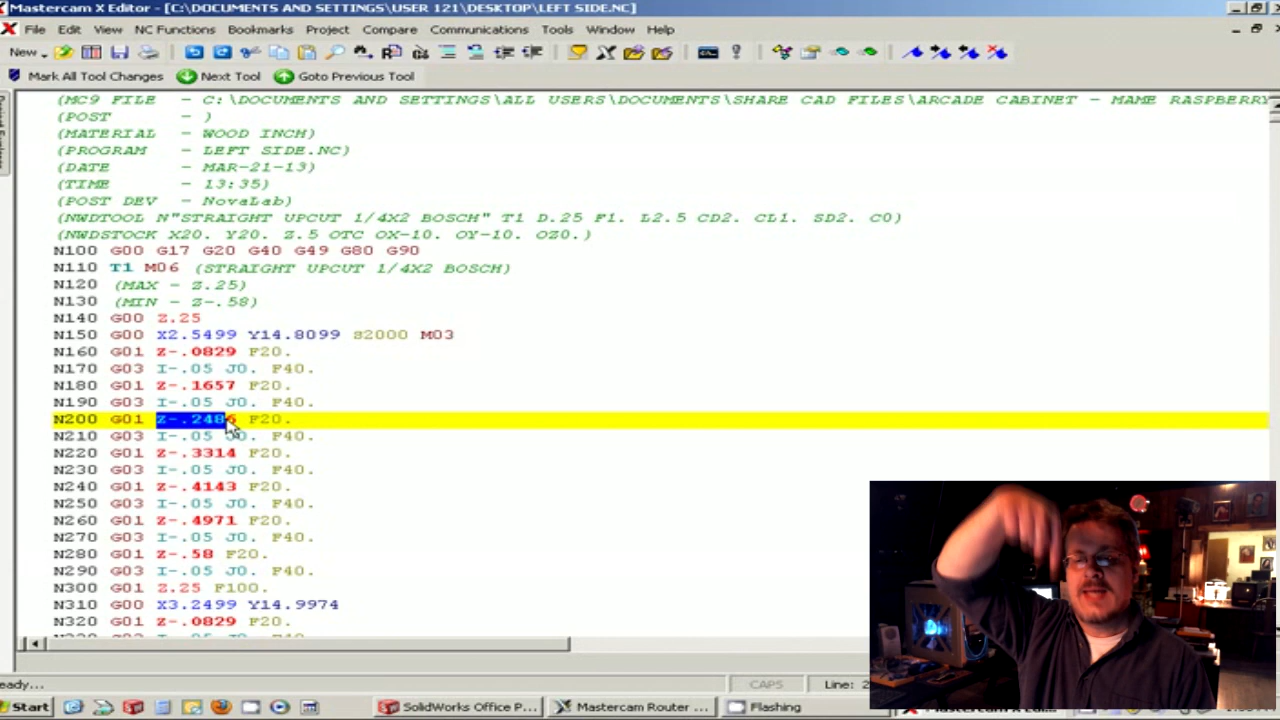 Mastercam X Editor - [C:\DOCUMENTS AND SETTINGS\USER 121\DESKTOP\LEFT SIDE.NC]
File Edit View NC Functions Bookmarks Project Compare Communications Tools Window Help
New
Mark All Tool Changes Next Tool Goto Previous Tool
(MC9 FILE - C:\DOCUMENTS AND SETTINGS\ALL USERS\DOCUMENTS\SHARE CAD FILES\ARCADE CABINET - MAME RASPBERRY
(POST - )
(MATERIAL - WOOD INCH)
(PROGRAM - LEFT SIDE.NC)
(DATE - MAR-21-13)
(TIME - 13:35)
(POST DEV - NovaLab)
(NWDTOOL N"STRAIGHT UPCUT 1/4X2 BOSCH" T1 D.25 F1. L2.5 CD2. CL1. SD2. C0)
(NWDSTOCK X20. Y20. Z.5 OTC OX-10. OY-10. OZ0.)
N100 G00 G17 G20 G40 G49 G80 G90
N110 T1 M06 (STRAIGHT UPCUT 1/4X2 BOSCH)
N120 (MAX - Z.25)
N130 (MIN - Z-.58)
N140 G00 Z.25
N150 G00 X2.5499 Y14.8099 S2000 M03
N160 G01 Z-.0829 F20.
N170 G03 I-.05 J0. F40.
N180 G01 Z-.1657 F20.
N190 G03 I-.05 J0. F40.
N200 G01 Z-.2486 F20.
N210 G03 I-.05 J0. F40.
N220 G01 Z-.3314 F20.
N230 G03 I-.05 J0. F40.
N240 G01 Z-.4143 F20.
N250 G03 I-.05 J0. F40.
N260 G01 Z-.4971 F20.
N270 G03 I-.05 J0. F40.
N280 G01 Z-.58 F20.
N290 G03 I-.05 J0. F40.
N300 G01 Z.25 F100.
N310 G00 X3.2499 Y14.9974
N320 G01 Z-.0829 F20.
eady... CAPS Line: 2
Start SolidWorks Office P... Mastercam Router ... Flashing